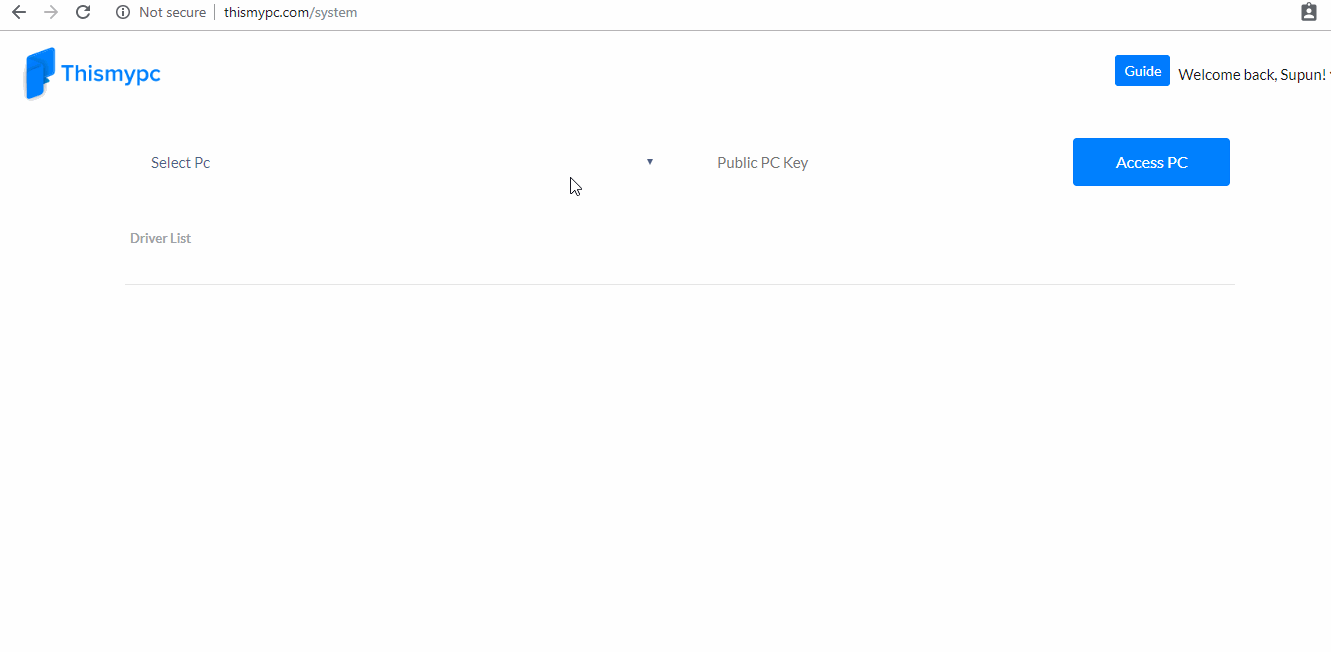 Not secure | thismypc.com/system
Thismypc
Guide Welcome back, Supun!
Select Pc ▾ Public PC Key Access PC
Driver List